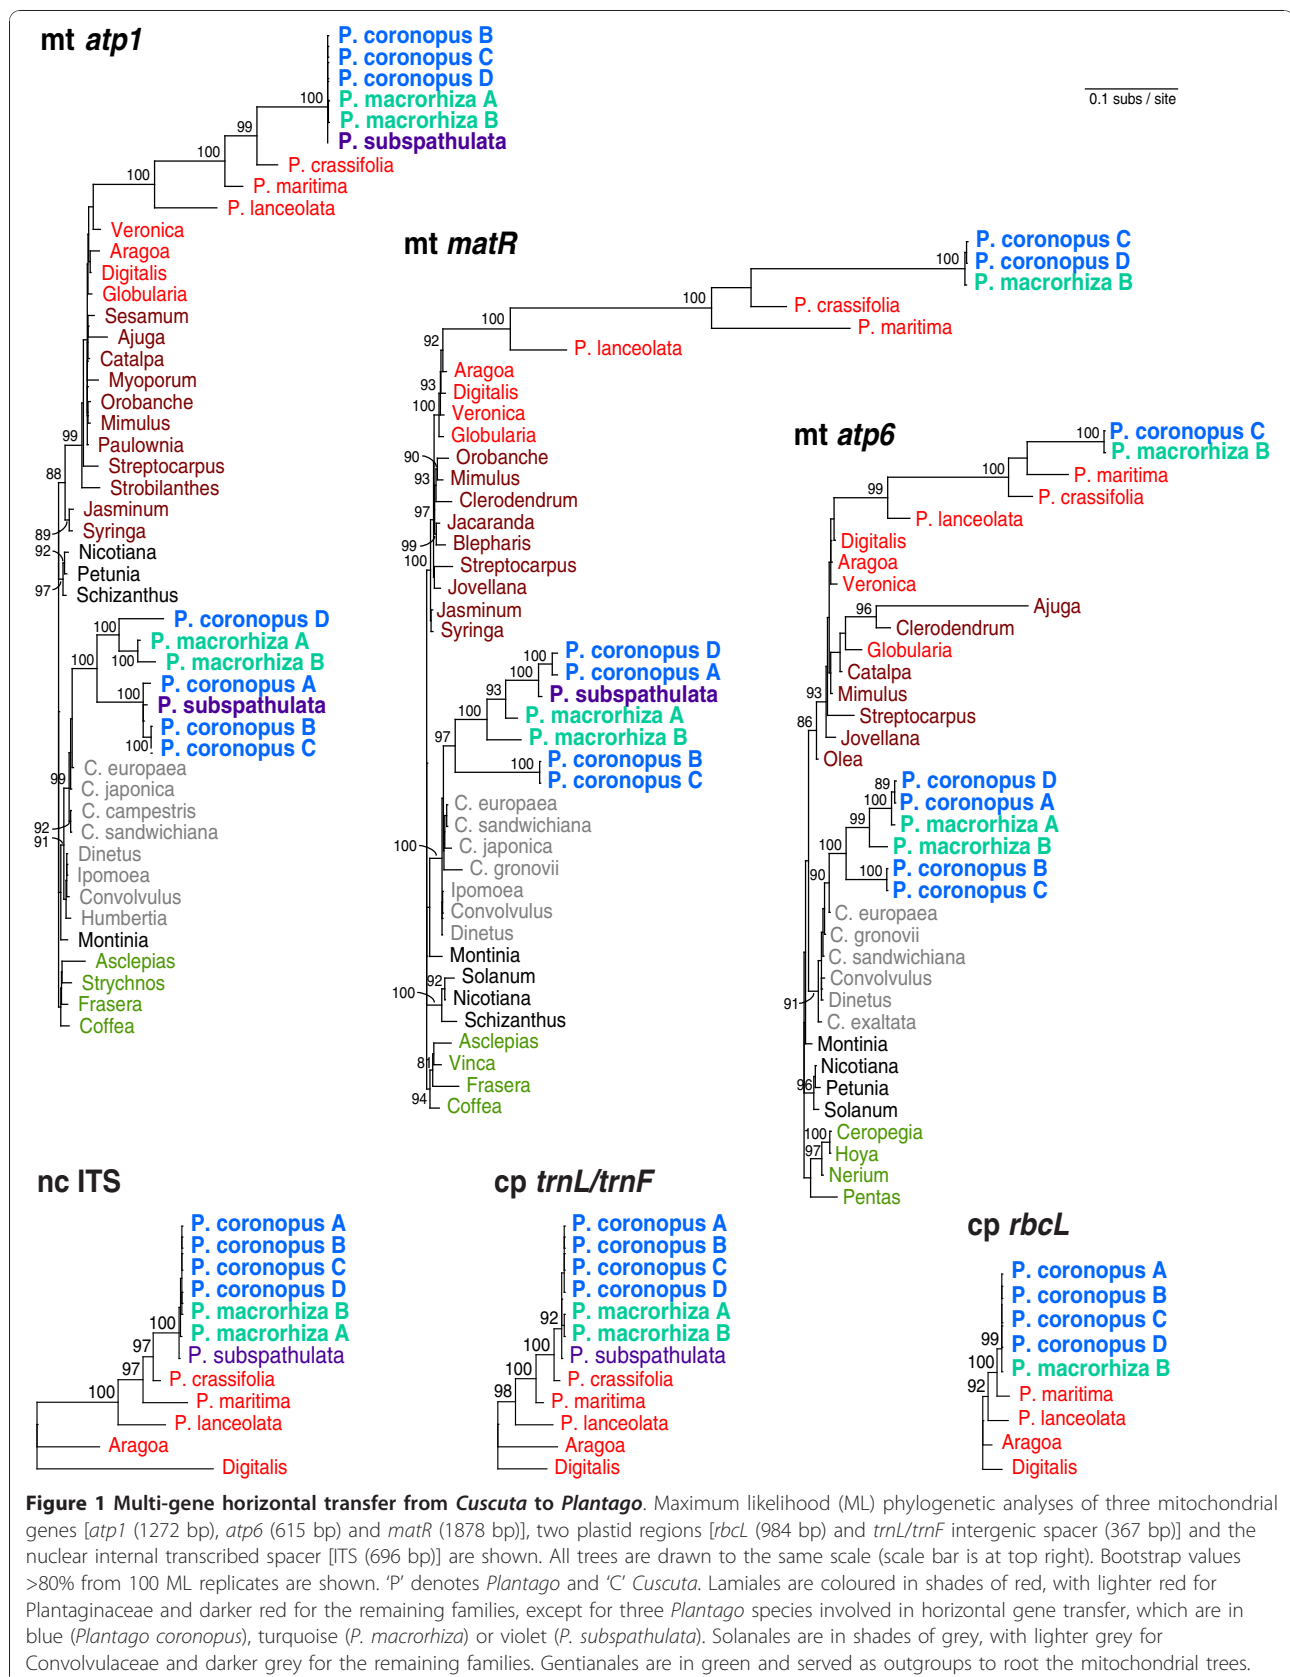 mt atp1
P. coronopus B
P. coronopus C
P. coronopus D
100
P. macrorhiza A
P. macrorhiza B
P. subspathulata
99
P. crassifolia
100
P. maritima
100
P. lanceolata
Veronica
Aragoa
Digitalis
Globularia
Sesamum
Ajuga
Catalpa
Myoporum
Orobanche
Mimulus
Paulownia
99
Streptocarpus
Strobilanthes
88
Jasminum
Syringa
89
92
Nicotiana
Petunia
97
Schizanthus
P. coronopus D
100
P. macrorhiza A
100
P. macrorhiza B
100
P. coronopus A
100
P. subspathulata
P. coronopus B
100
P. coronopus C
C. europaea
99
C. japonica
C. campestris
92
C. sandwichiana
91
Dinetus
Ipomoea
Convolvulus
Humbertia
Montinia
Asclepias
Strychnos
Frasera
Coffea
0.1 subs / site
mt matR
P. coronopus C
100
P. coronopus D
P. macrorhiza B
100
P. crassifolia
P. maritima
100
P. lanceolata
92
Aragoa
93
Digitalis
100
Veronica
Globularia
90
Orobanche
93
Mimulus
Clerodendrum
97
Jacaranda
99
Blepharis
100
Streptocarpus
Jovellana
Jasminum
Syringa
100
P. coronopus D
100
P. coronopus A
93
P. subspathulata
100
P. macrorhiza A
97
P. macrorhiza B
100
P. coronopus B
P. coronopus C
C. europaea
C. sandwichiana
100
C. japonica
C. gronovii
Ipomoea
Convolvulus
Dinetus
Montinia
92
Solanum
100
Nicotiana
Schizanthus
Asclepias
81
Vinca
Frasera
94
Coffea
mt atp6
100
P. coronopus C
P. macrorhiza B
100
P. maritima
P. crassifolia
99
P. lanceolata
Digitalis
Aragoa
Veronica
96
Ajuga
Clerodendrum
Globularia
Catalpa
93
Mimulus
Streptocarpus
86
Jovellana
Olea
89
P. coronopus D
100
P. coronopus A
99
P. macrorhiza A
100
P. macrorhiza B
100
P. coronopus B
P. coronopus C
90
C. europaea
C. gronovii
C. sandwichiana
Convolvulus
91
Dinetus
C. exaltata
Montinia
Nicotiana
96
Petunia
Solanum
100
Ceropegia
97
Hoya
Nerium
Pentas
nc ITS
P. coronopus A
P. coronopus B
P. coronopus C
P. coronopus D
P. macrorhiza B
100
P. macrorhiza A
97
P. subspathulata
97
P. crassifolia
100
P. maritima
P. lanceolata
Aragoa
Digitalis
cp trnL/trnF
P. coronopus A
P. coronopus B
P. coronopus C
P. coronopus D
92
P. macrorhiza A
P. macrorhiza B
100
P. subspathulata
100
P. crassifolia
98
P. maritima
P. lanceolata
Aragoa
Digitalis
cp rbcL
P. coronopus A
P. coronopus B
P. coronopus C
99
P. coronopus D
100
P. macrorhiza B
92
P. maritima
P. lanceolata
Aragoa
Digitalis
Figure 1 Multi-gene horizontal transfer from Cuscuta to Plantago. Maximum likelihood (ML) phylogenetic analyses of three mitochondrial
genes [atp1 (1272 bp), atp6 (615 bp) and matR (1878 bp)], two plastid regions [rbcL (984 bp) and trnL/trnF intergenic spacer (367 bp)] and the
nuclear internal transcribed spacer [ITS (696 bp)] are shown. All trees are drawn to the same scale (scale bar is at top right). Bootstrap values
>80% from 100 ML replicates are shown. ‘P’ denotes Plantago and ‘C’ Cuscuta. Lamiales are coloured in shades of red, with lighter red for
Plantaginaceae and darker red for the remaining families, except for three Plantago species involved in horizontal gene transfer, which are in
blue (Plantago coronopus), turquoise (P. macrorhiza) or violet (P. subspathulata). Solanales are in shades of grey, with lighter grey for
Convolvulaceae and darker grey for the remaining families. Gentianales are in green and served as outgroups to root the mitochondrial trees.